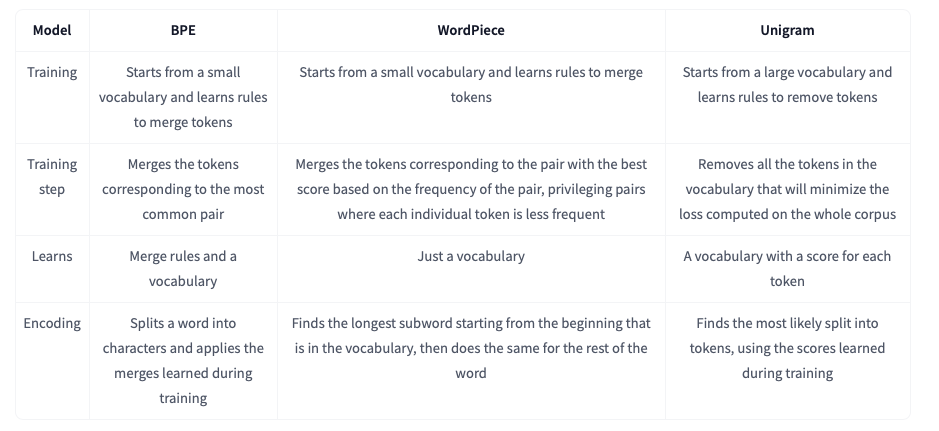 Model
BPE
WordPiece
Unigram
Training
Starts from a small
vocabulary and learns rules
to merge tokens
Starts from a small vocabulary and learns rules to merge
tokens
Starts from a large vocabulary and
learns rules to remove tokens
Training
step
Merges the tokens
corresponding to the most
common pair
Merges the tokens corresponding to the pair with the best
score based on the frequency of the pair, privileging pairs
where each individual token is less frequent
Removes all the tokens in the
vocabulary that will minimize the
loss computed on the whole corpus
Learns
Merge rules and a
vocabulary
Just a vocabulary
A vocabulary with a score for each
token
Encoding
Splits a word into
characters and applies the
merges learned during
training
Finds the longest subword starting from the beginning that
is in the vocabulary, then does the same for the rest of the
word
Finds the most likely split into
tokens, using the scores learned
during training